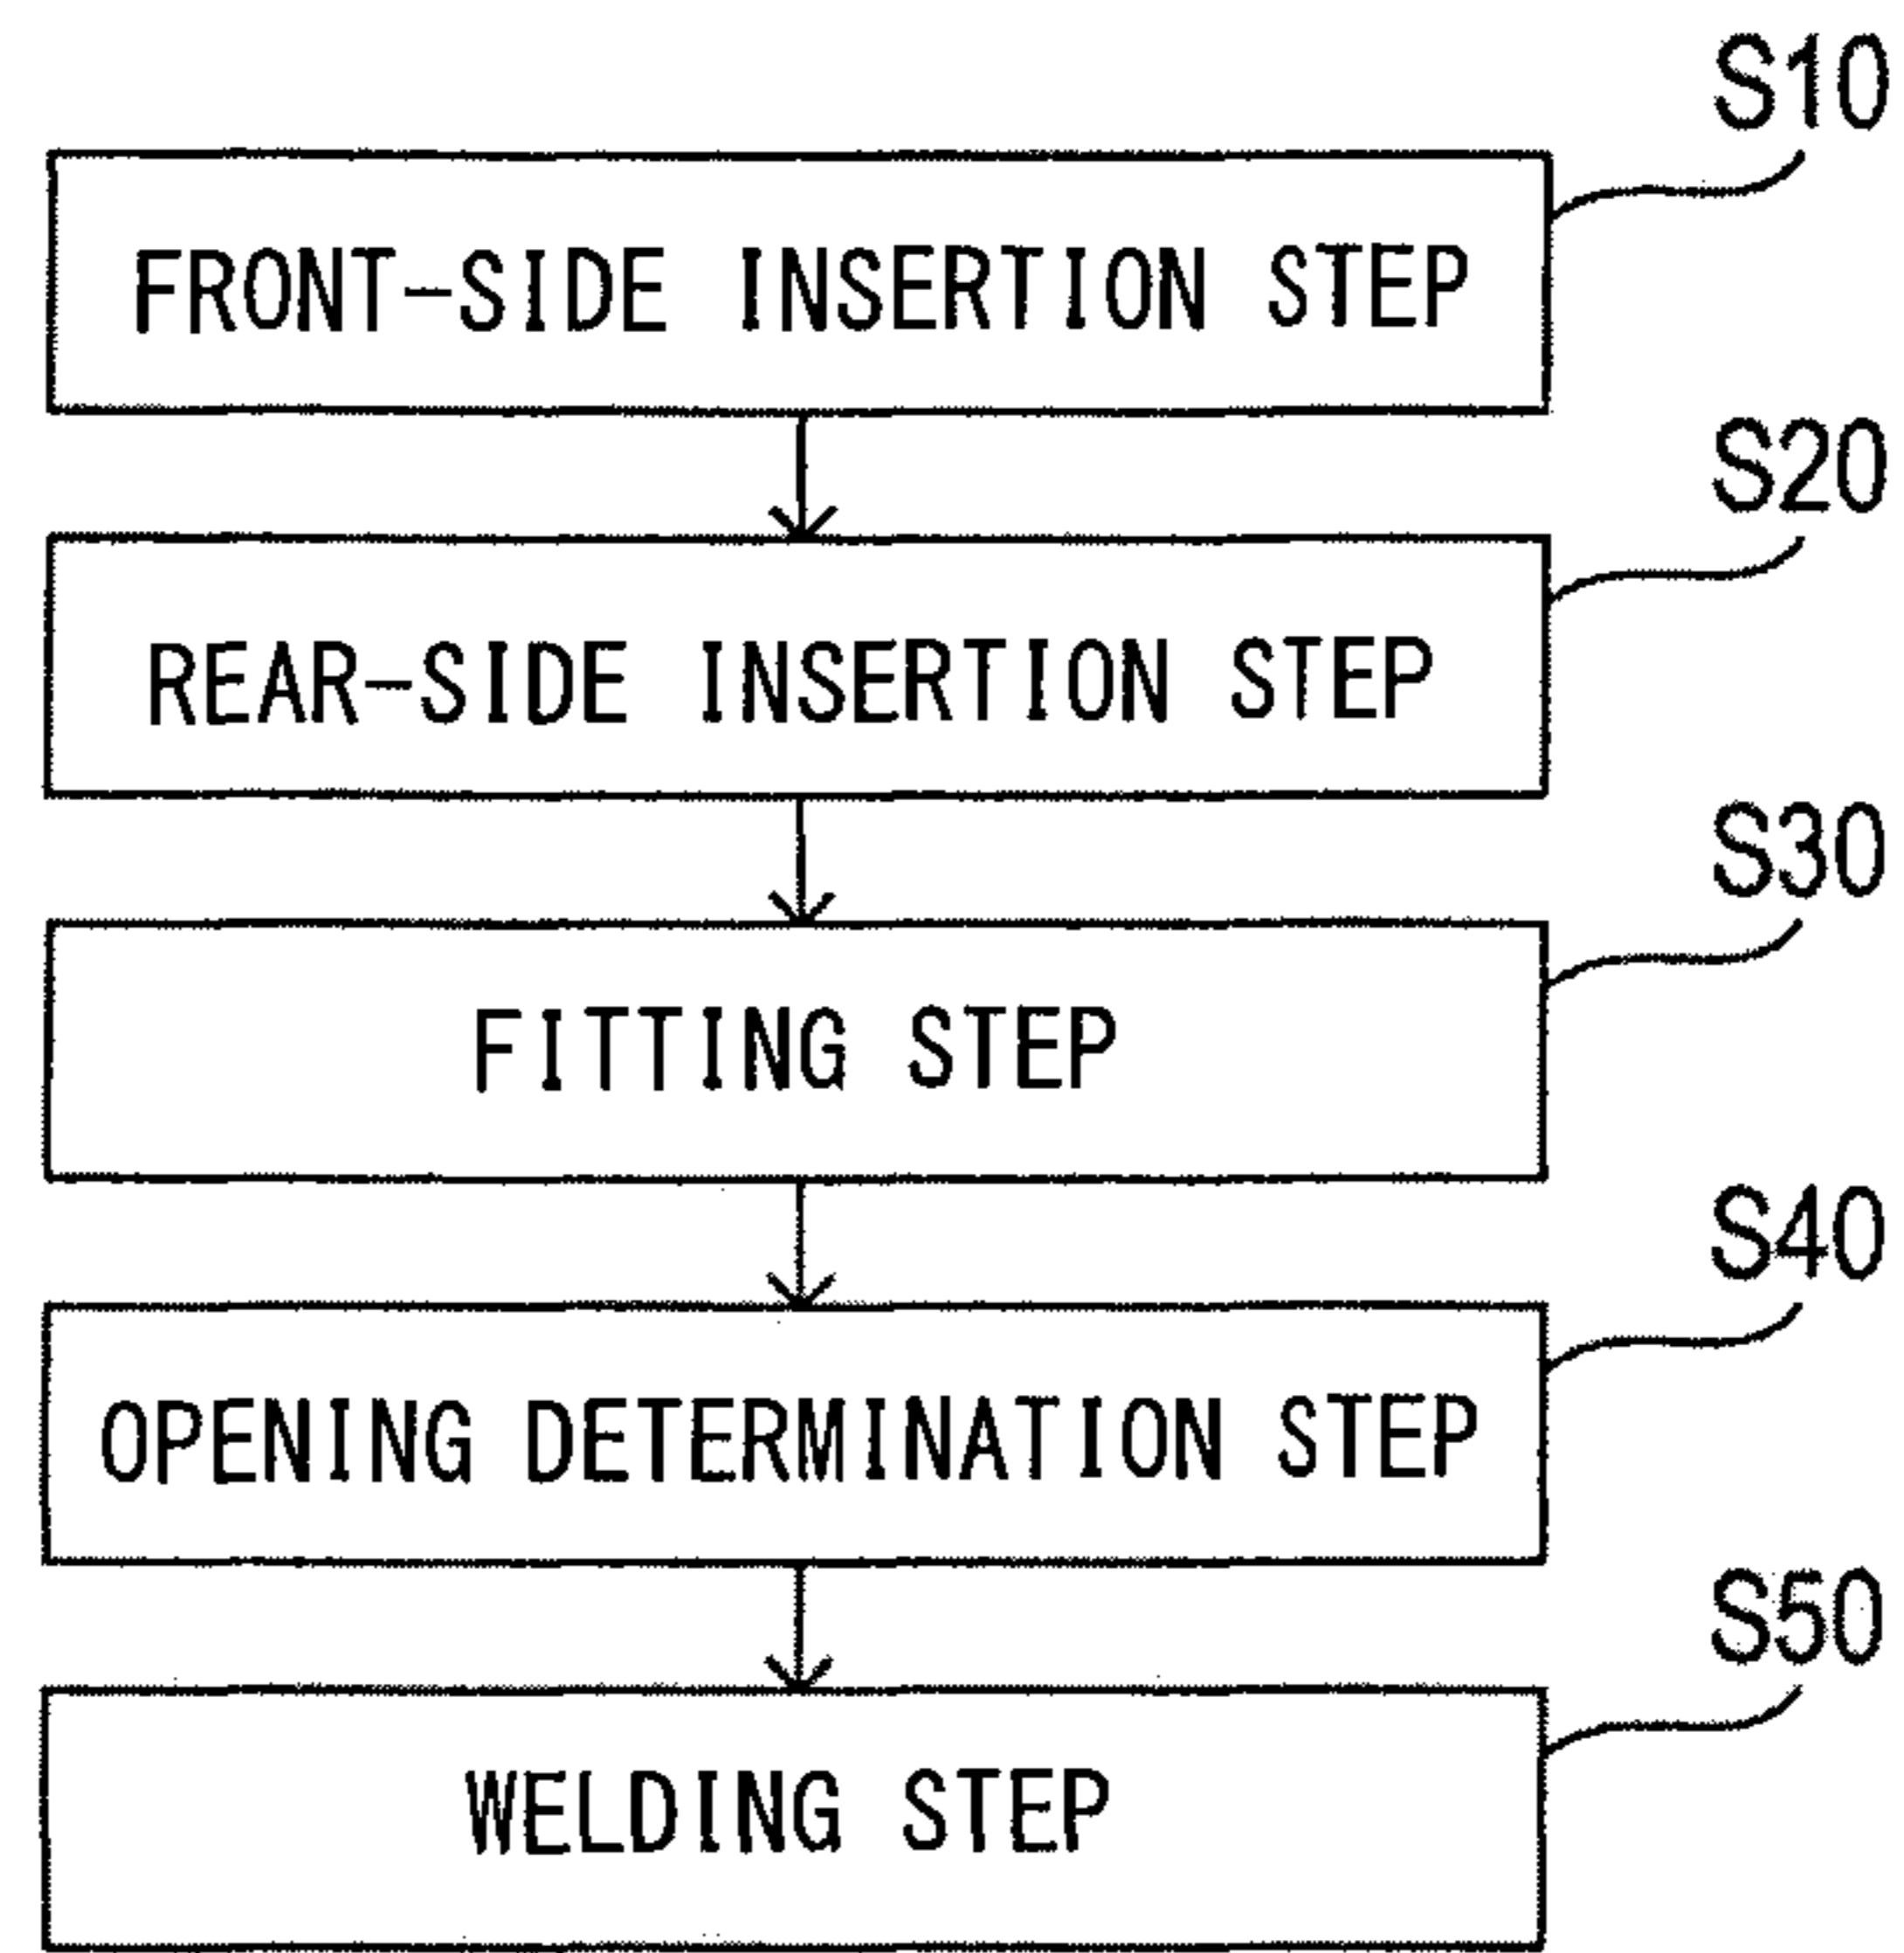 S10
FRONT-SIDE INSERTION STEP
S20
REAR-SIDE INSERTION STEP
S30
FITTING STEP
S40
OPENING DETERMINATION STEP
S50
WELDING STEP